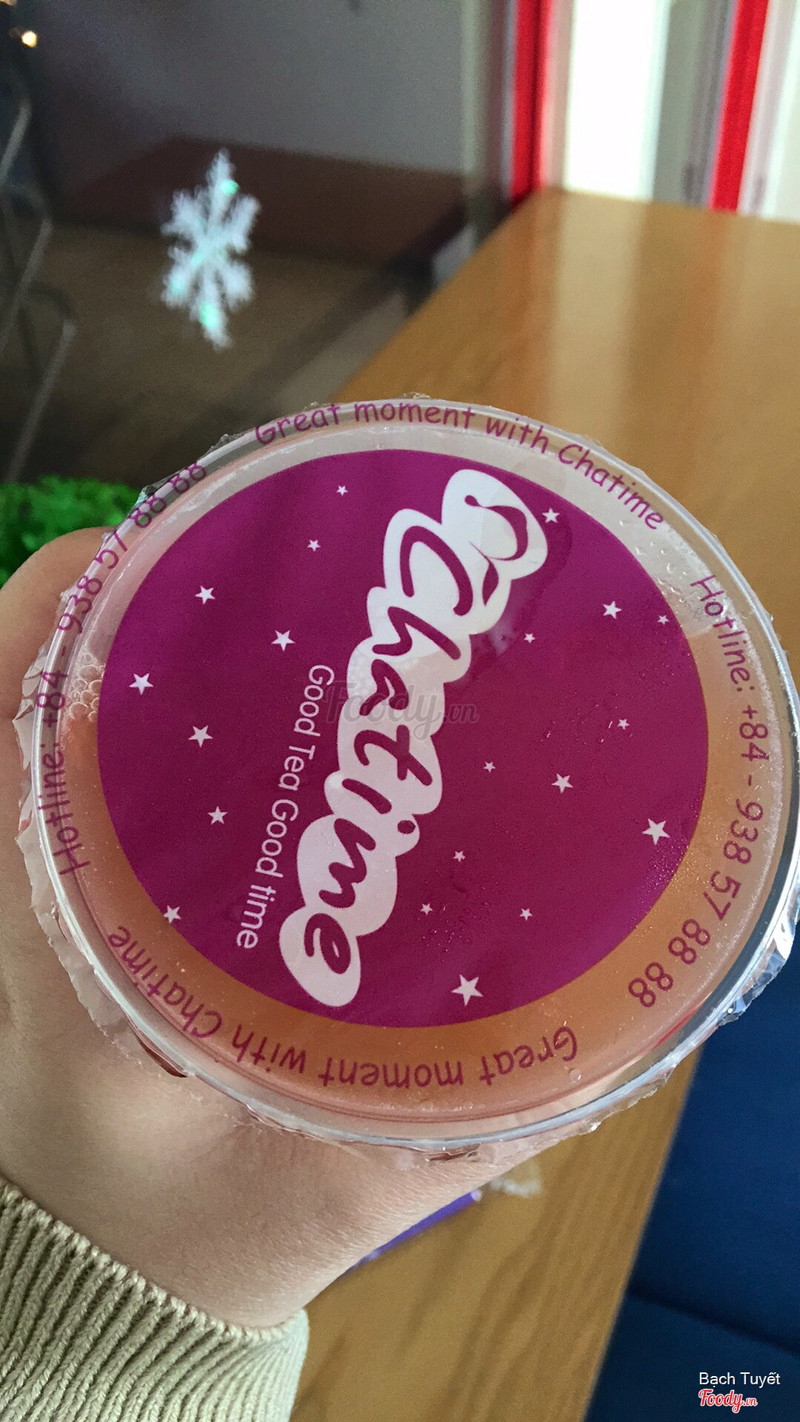 Great moment with Chatime
Hotline: +84 - 938 57 88 88
Great moment with Chatime
Hotline: +84 - 938 57 88 88
Chatime
Good Tea Good time
Foody.vn
Bạch Tuyết
Foody.vn